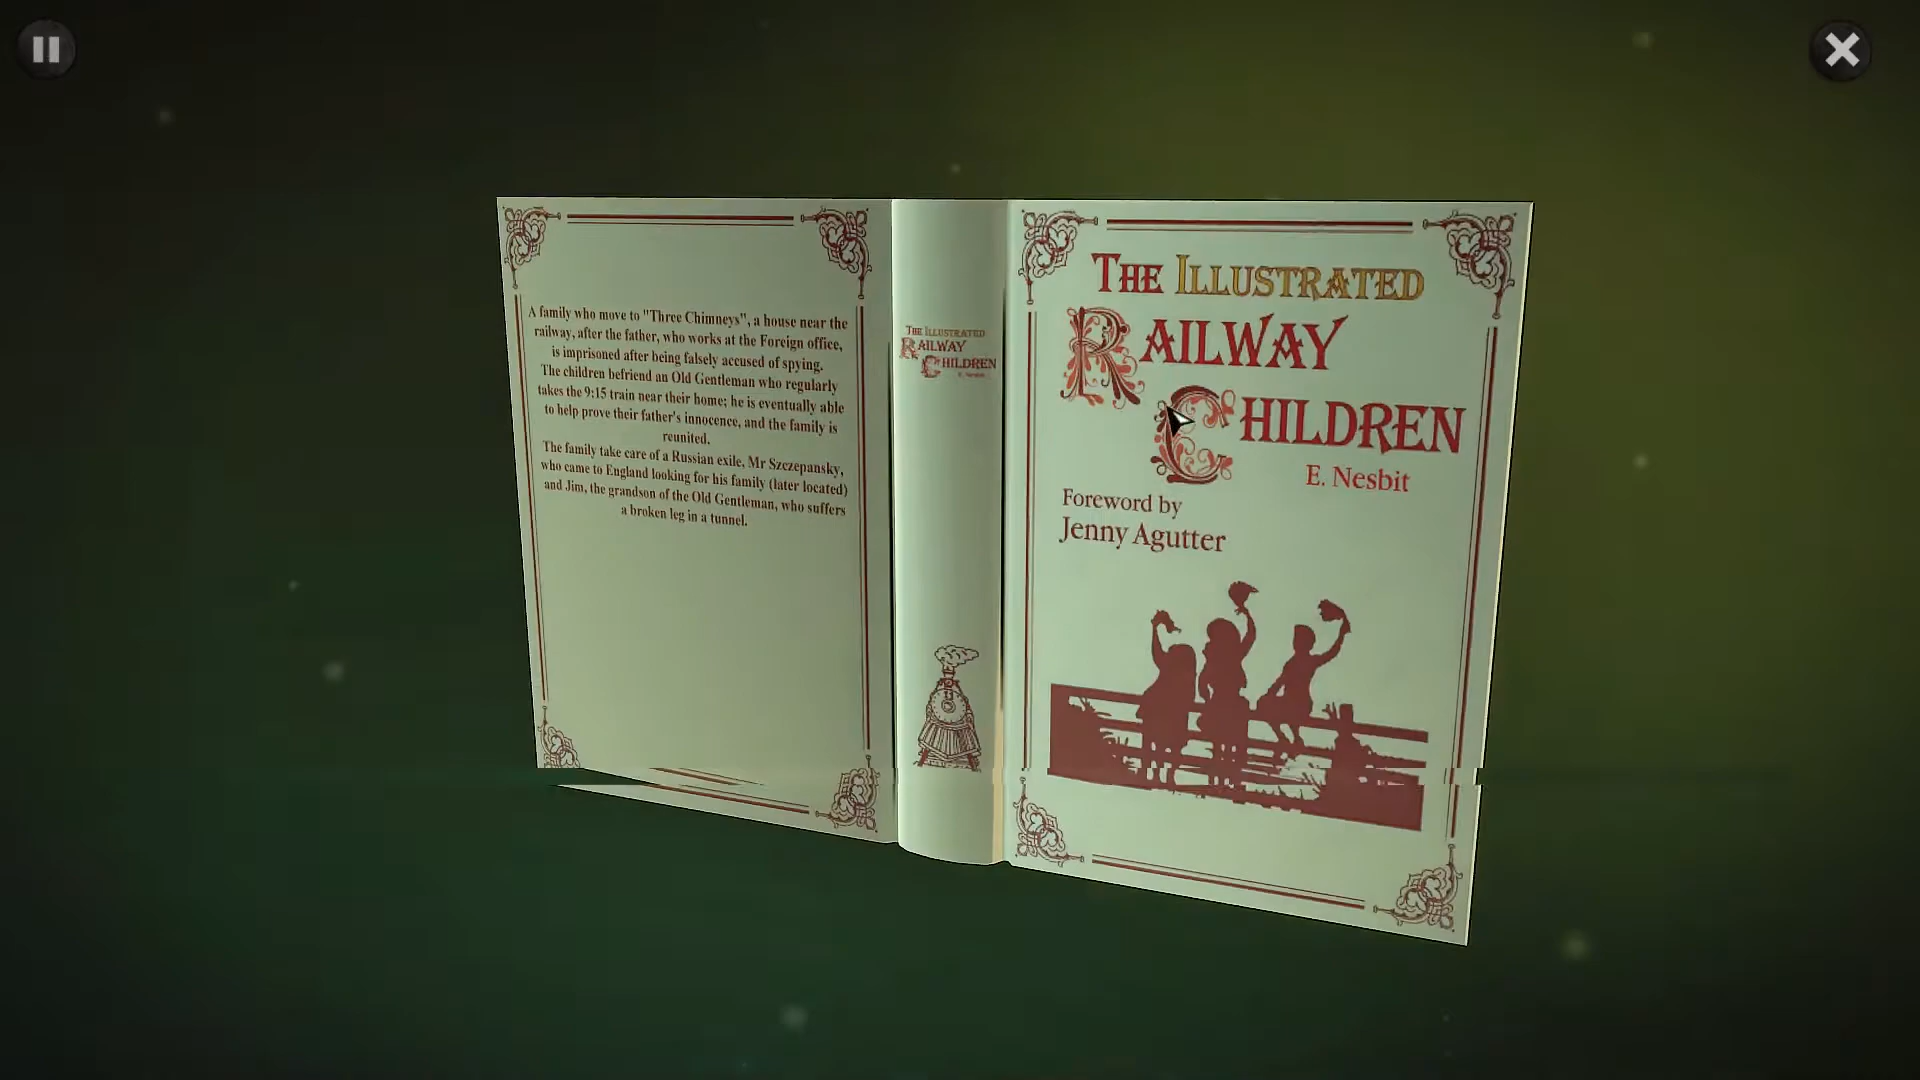 A family who move to "Three Chimneys", a house near the
railway, after the father, who works at the Foreign office,
is imprisoned after being falsely accused of spying.
The children befriend an Old Gentleman who regularly
takes the 9:15 train near their home; he is eventually able
to help prove their father's innocence, and the family is
reunited.
The family take care of a Russian exile, Mr Szczepansky,
who came to England looking for his family (later located)
and Jim, the grandson of the Old Gentleman, who suffers
a broken leg in a tunnel.
THE ILLUSTRATED
RAILWAY
CHILDREN
E. Nesbit
THE ILLUSTRATED
RAILWAY
CHILDREN
E. Nesbit
Foreword by
Jenny Agutter